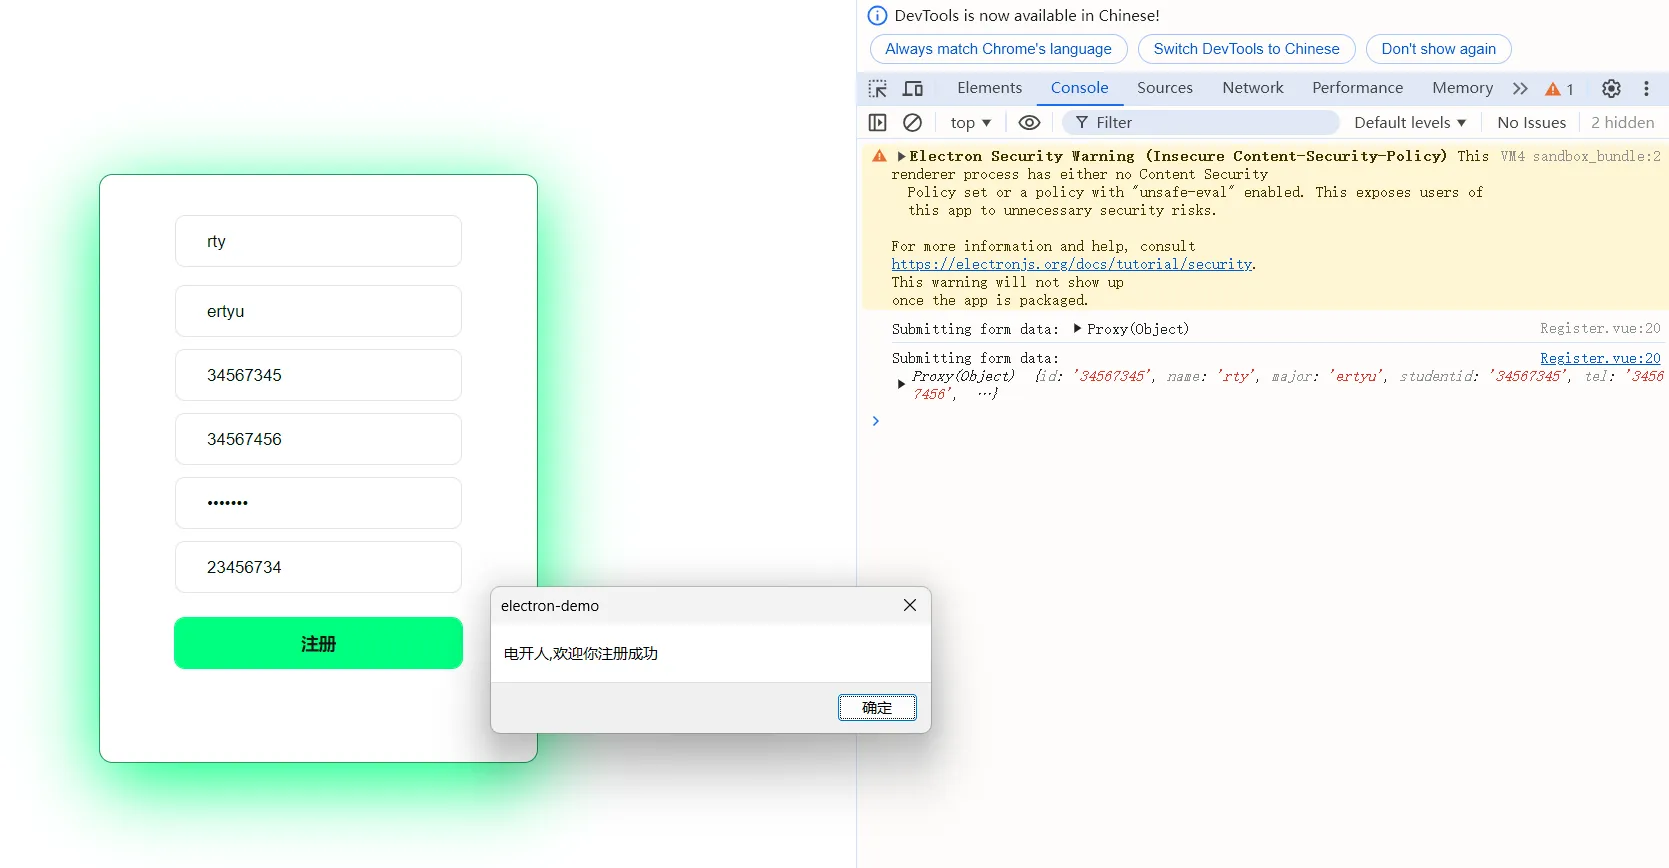 rty
ertyu
34567345
34567456
•••••••
23456734
注册
electron-demo
电开人,欢迎你注册成功
确定
DevTools is now available in Chinese!
Always match Chrome's language
Switch DevTools to Chinese
Don't show again
Elements Console Sources Network Performance Memory 1
top Filter Default levels No Issues 2 hidden
Electron Security Warning (Insecure Content-Security-Policy) This VM4 sandbox_bundle:2
renderer process has either no Content Security
Policy set or a policy with "unsafe-eval" enabled. This exposes users of
this app to unnecessary security risks.
For more information and help, consult
https://electronjs.org/docs/tutorial/security.
This warning will not show up
once the app is packaged.
Submitting form data: Proxy(Object) Register.vue:20
Submitting form data: Register.vue:20
Proxy(Object) {id: '34567345', name: 'rty', major: 'ertyu', studentid: '34567345', tel: '3456
7456', …}